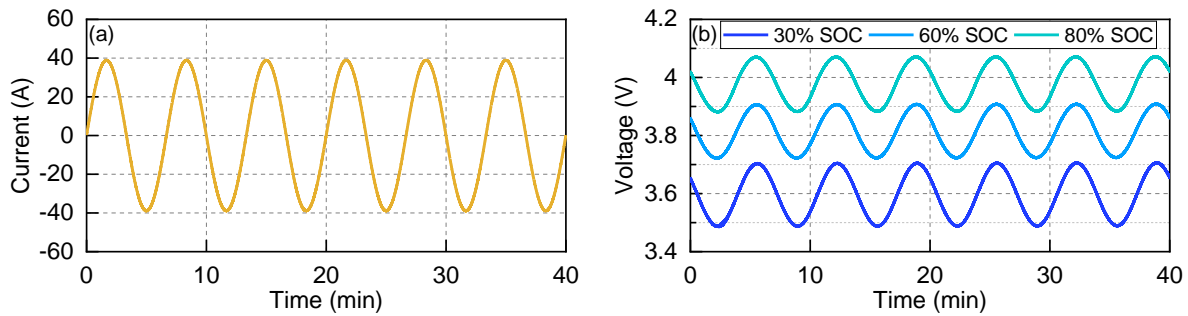 (a)
Current (A)
60
40
20
0
-20
-40
-60
0 10 20 30 40
Time (min)
(b)
30% SOC 60% SOC 80% SOC
Voltage (V)
4.2
4
3.8
3.6
3.4
0 10 20 30 40
Time (min)